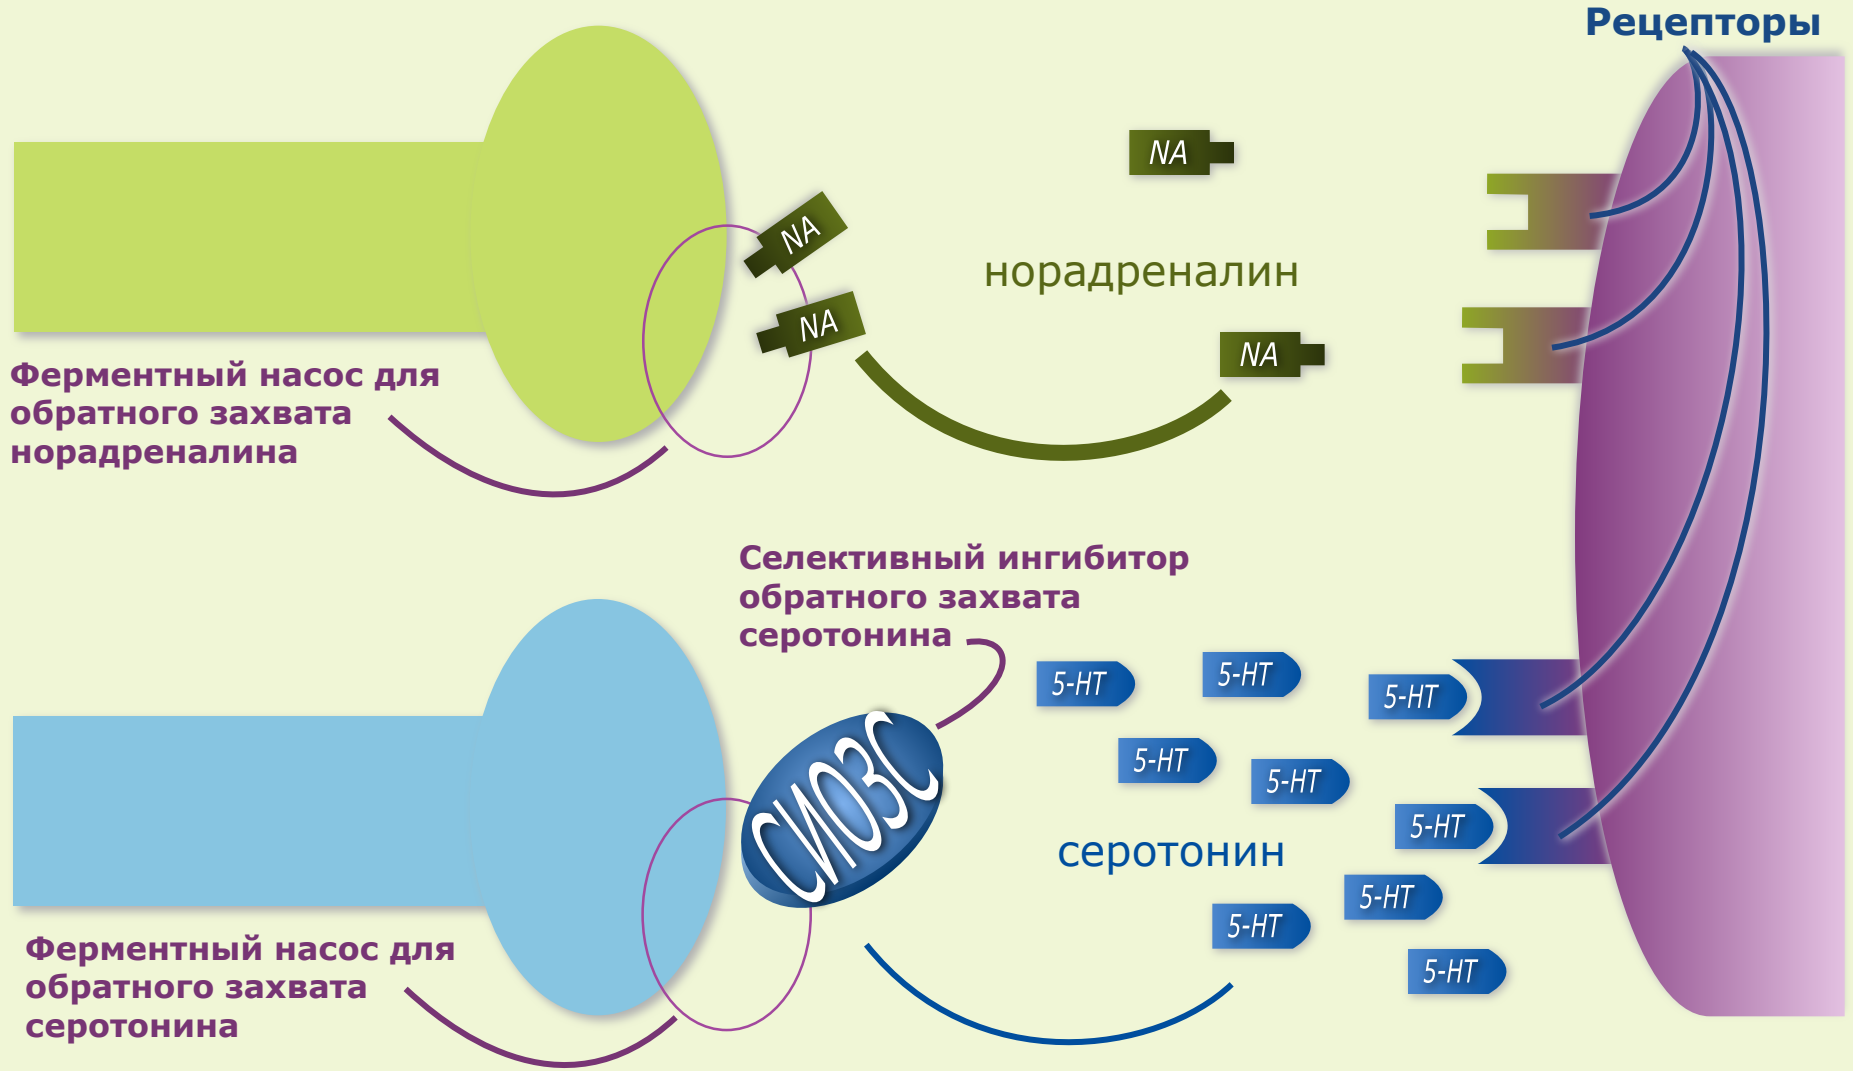 Рецепторы
NA
NA
норадреналин
NA
NA
Ферментный насос для
обратного захвата
норадреналина
Селективный ингибитор
обратного захвата
серотонина
5-HT
5-HT
5-HT
СИОЗС
5-HT
5-HT
5-HT
серотонин
5-HT
5-HT
5-HT
Ферментный насос для
обратного захвата
серотонина